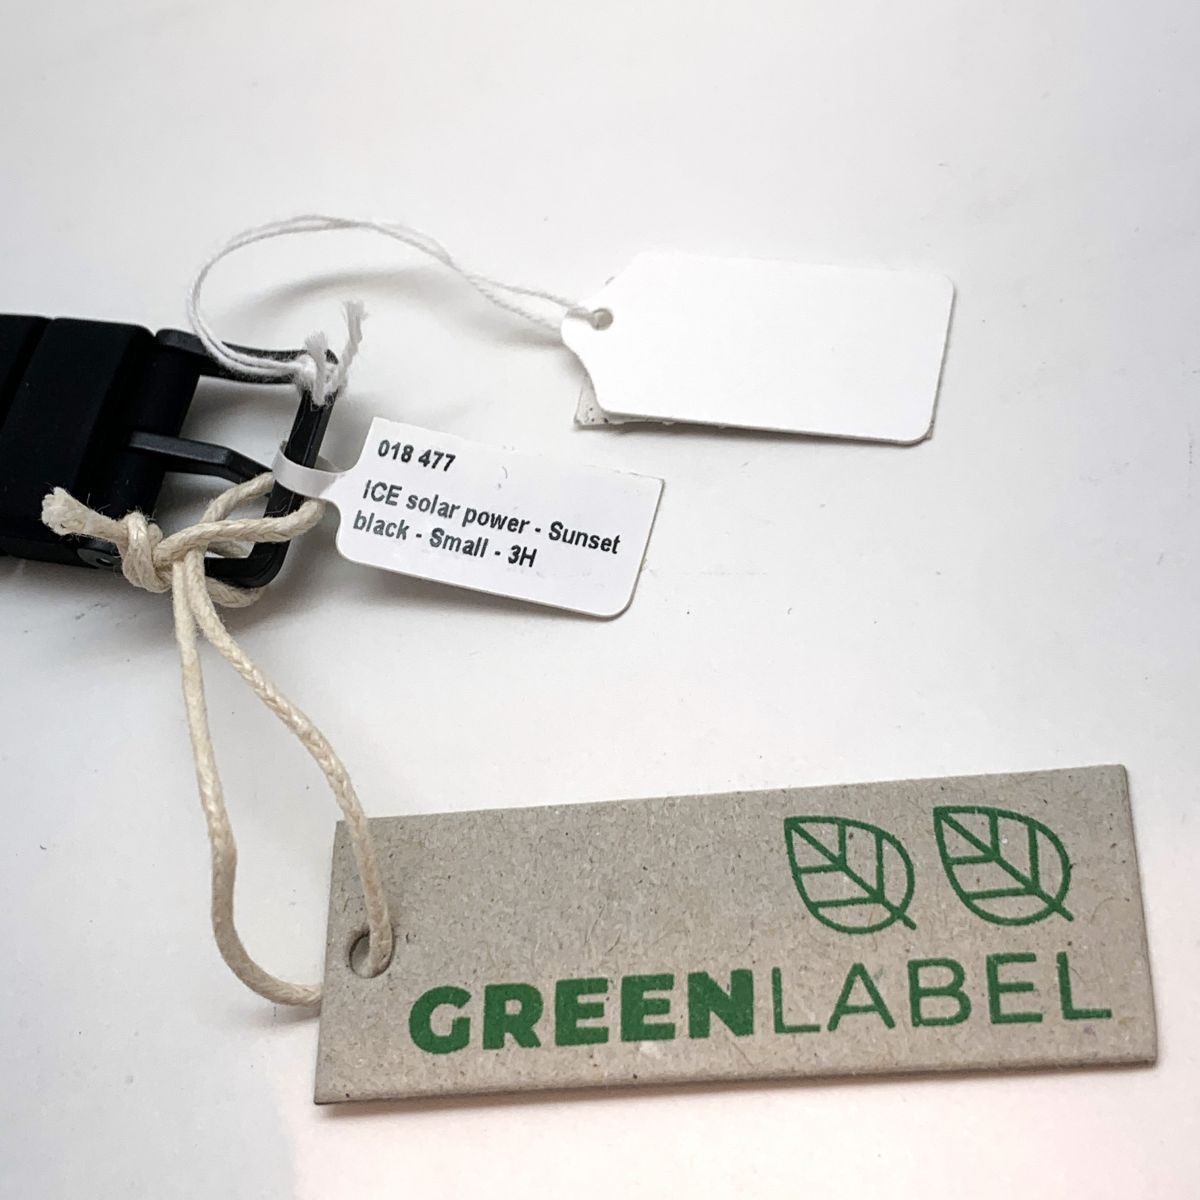 018 477
ICE solar power - Sunset
black - Small - 3H
GREENLABEL